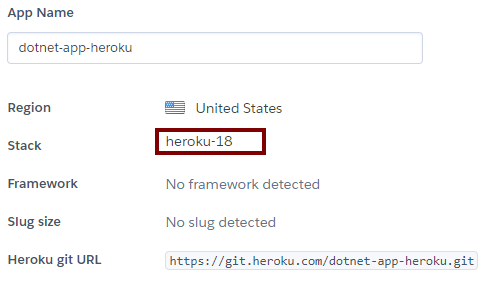 App Name
dotnet-app-heroku
Region United States
Stack heroku-18
Framework No framework detected
Slug size No slug detected
Heroku git URL https://git.heroku.com/dotnet-app-heroku.git